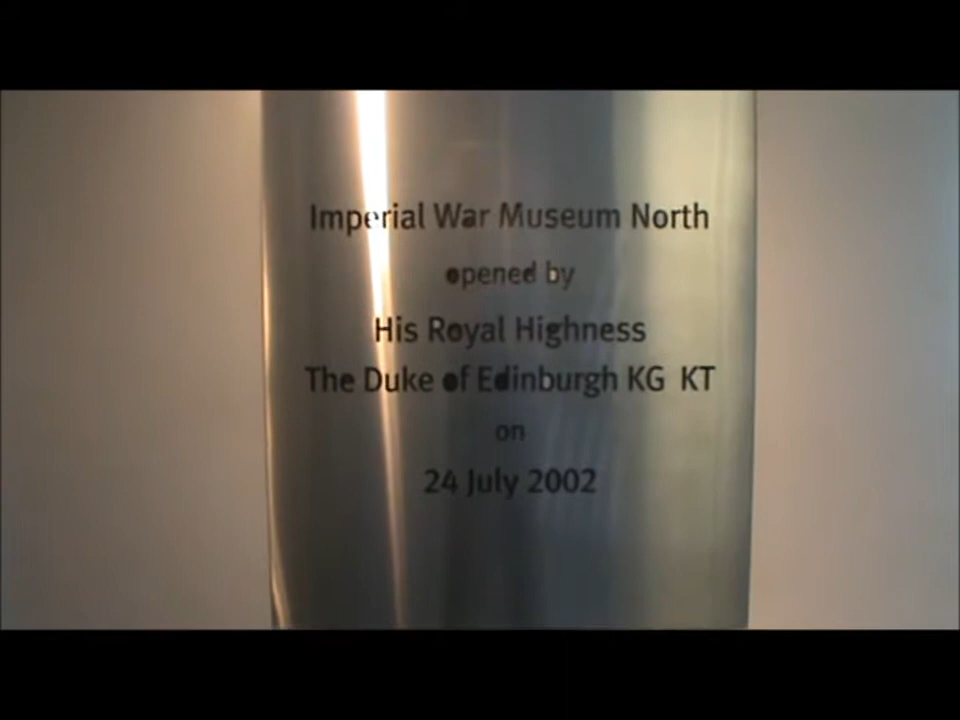 Imperial War Museum North
opened by
His Royal Highness
The Duke of Edinburgh KG KT
on
24 July 2002